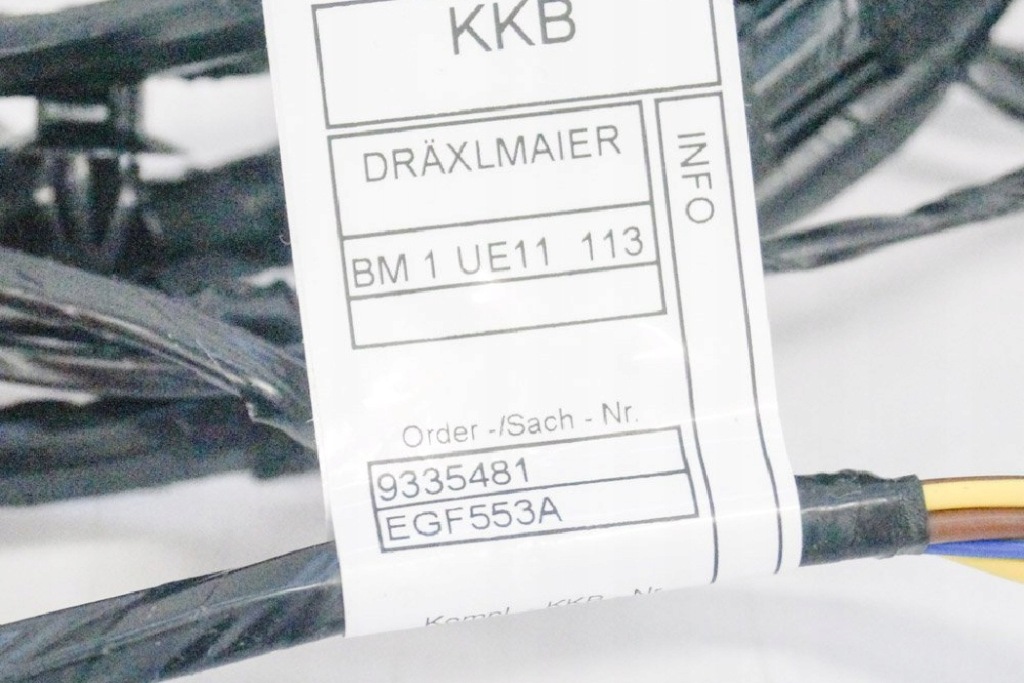 KKB
DRÄXLMAIER
INFO
BM 1 UE11 113
Order -/Sach - Nr.
9335481
EGF553A